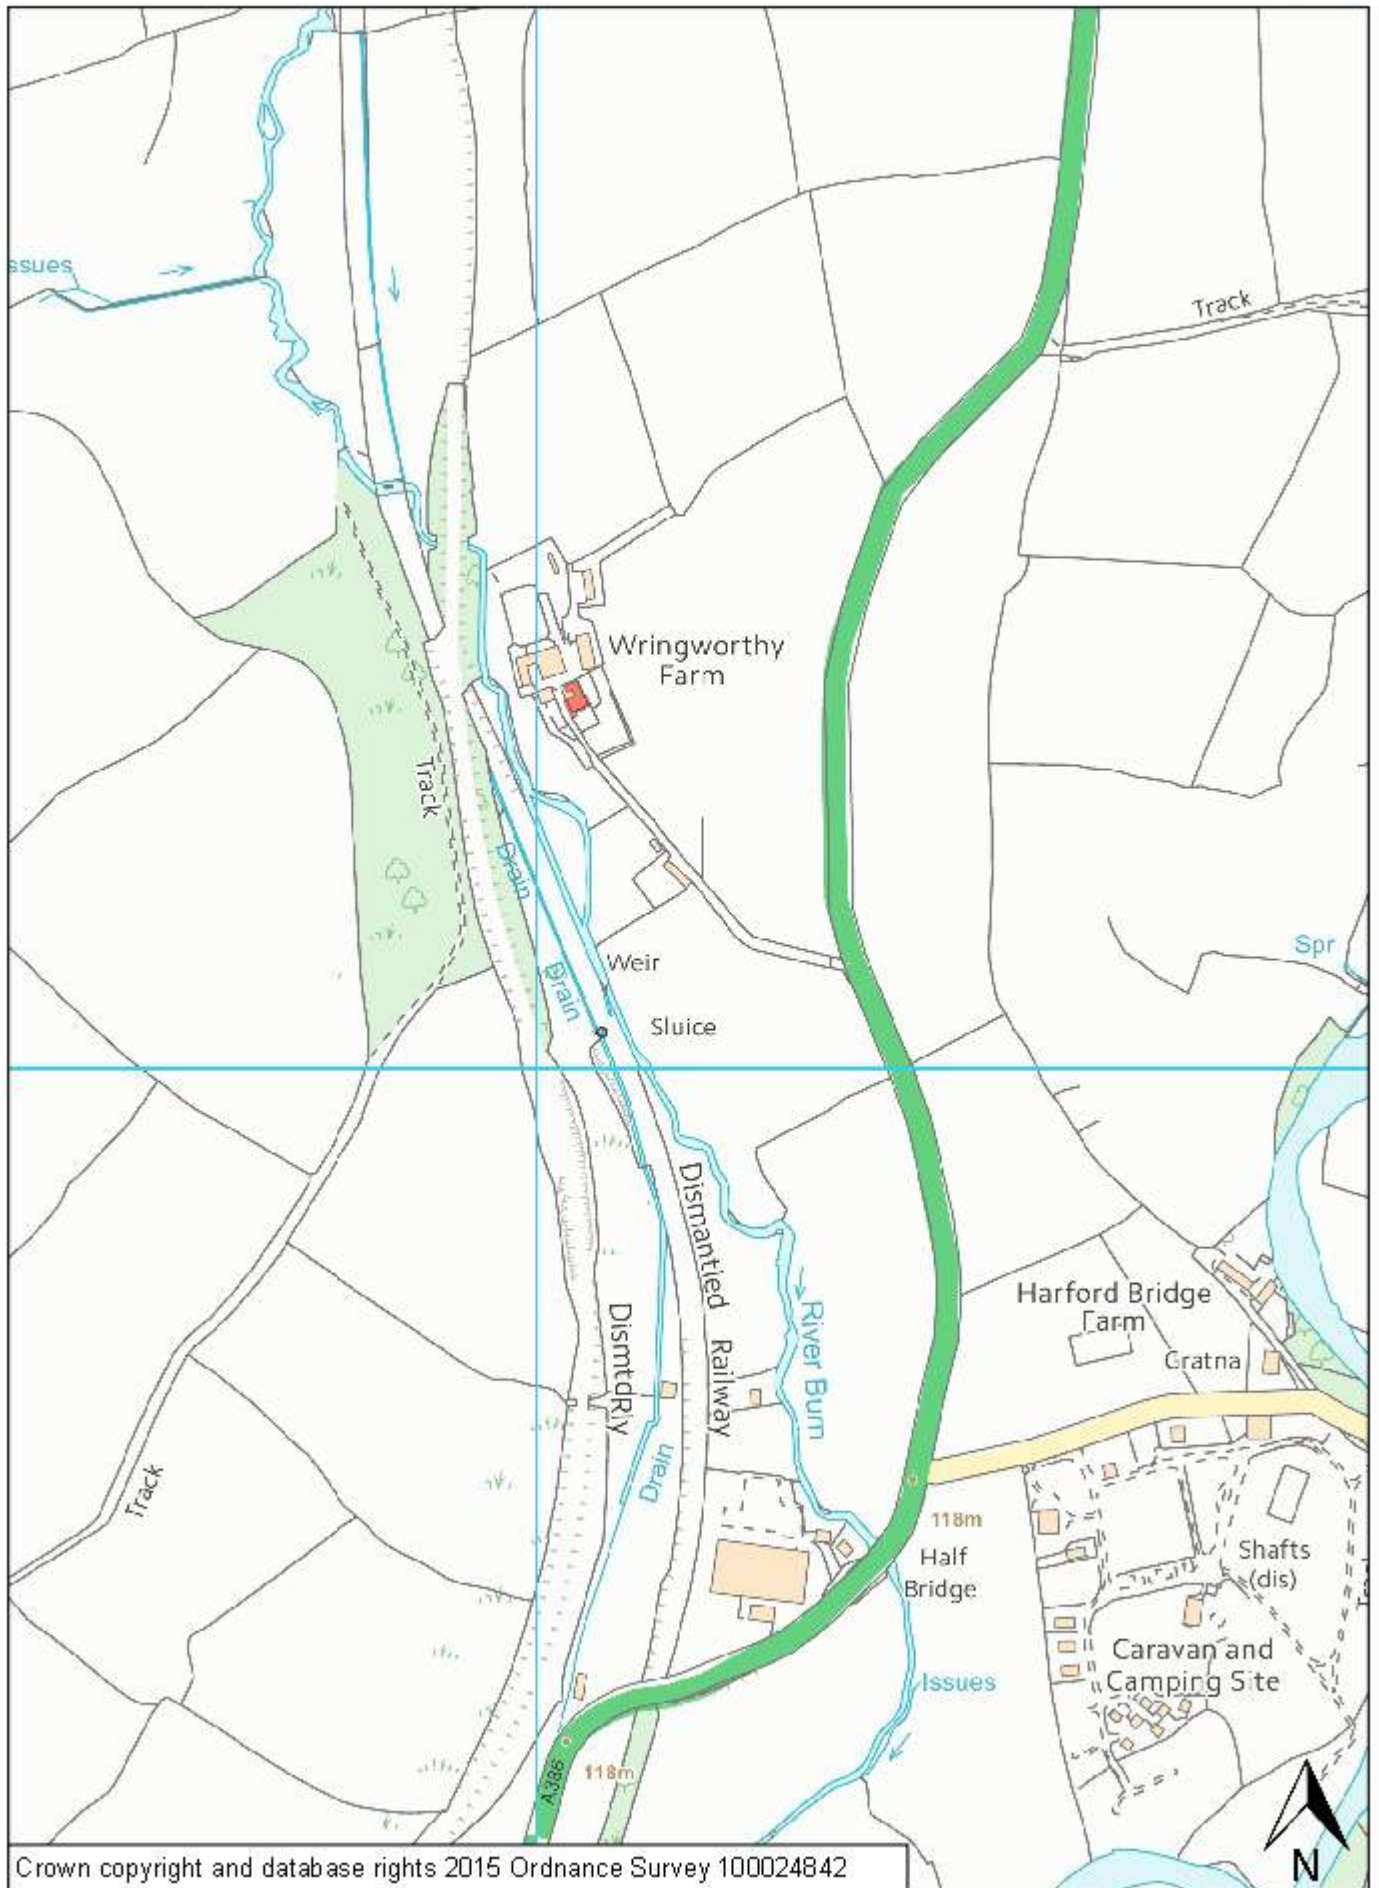 ssues
Track
Wringworthy
Farm
Track
Drain
Spr
Weir
Drain
Sluice
Dismantled Railway
Harford Bridge
Farm
River Burn
DismtdRly
Gratna
Drain
Track
118m
Half
Bridge
Shafts
(dis)
Caravan and
Camping Site
Issues
118m
A386
N
Crown copyright and database rights 2015 Ordnance Survey 100024842